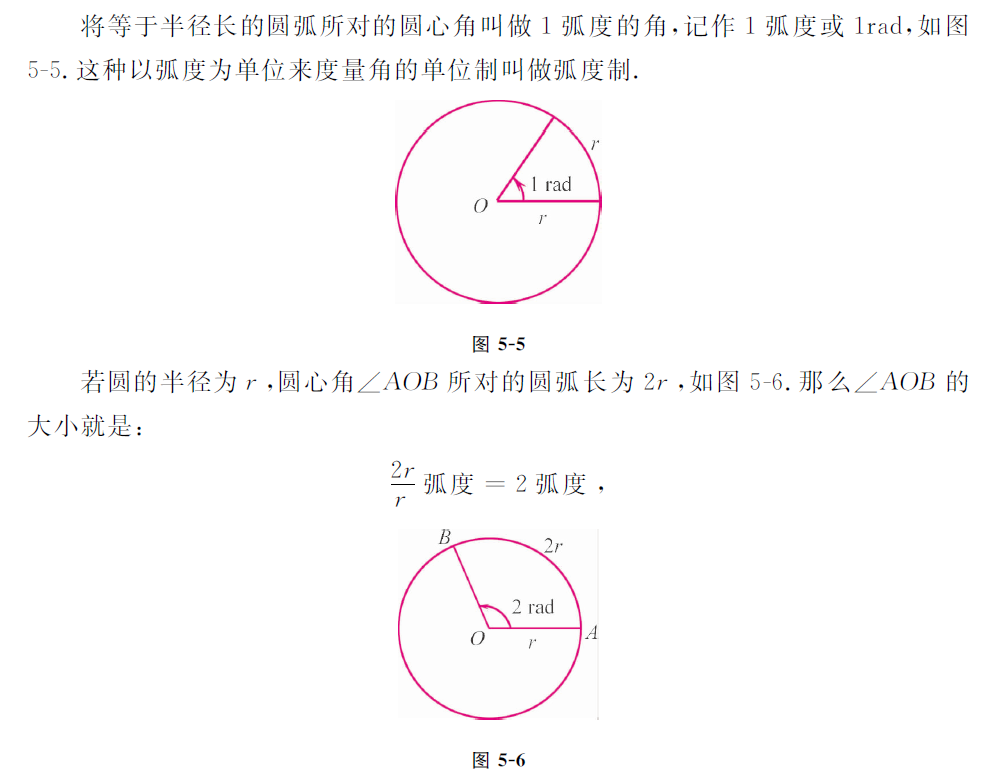 将等于半径长的圆弧所对的圆心角叫做 1 弧度的角,记作 1 弧度或 1rad,如图
5-5. 这种以弧度为单位来度量角的单位制叫做弧度制.
r
1 rad
O
r
图 5-5
若圆的半径为 r ,圆心角∠AOB 所对的圆弧长为 2r ,如图 5-6. 那么∠AOB 的
大小就是:
2r/r 弧度 = 2 弧度 ,
B
2r
2 rad
O
r
A
图 5-6